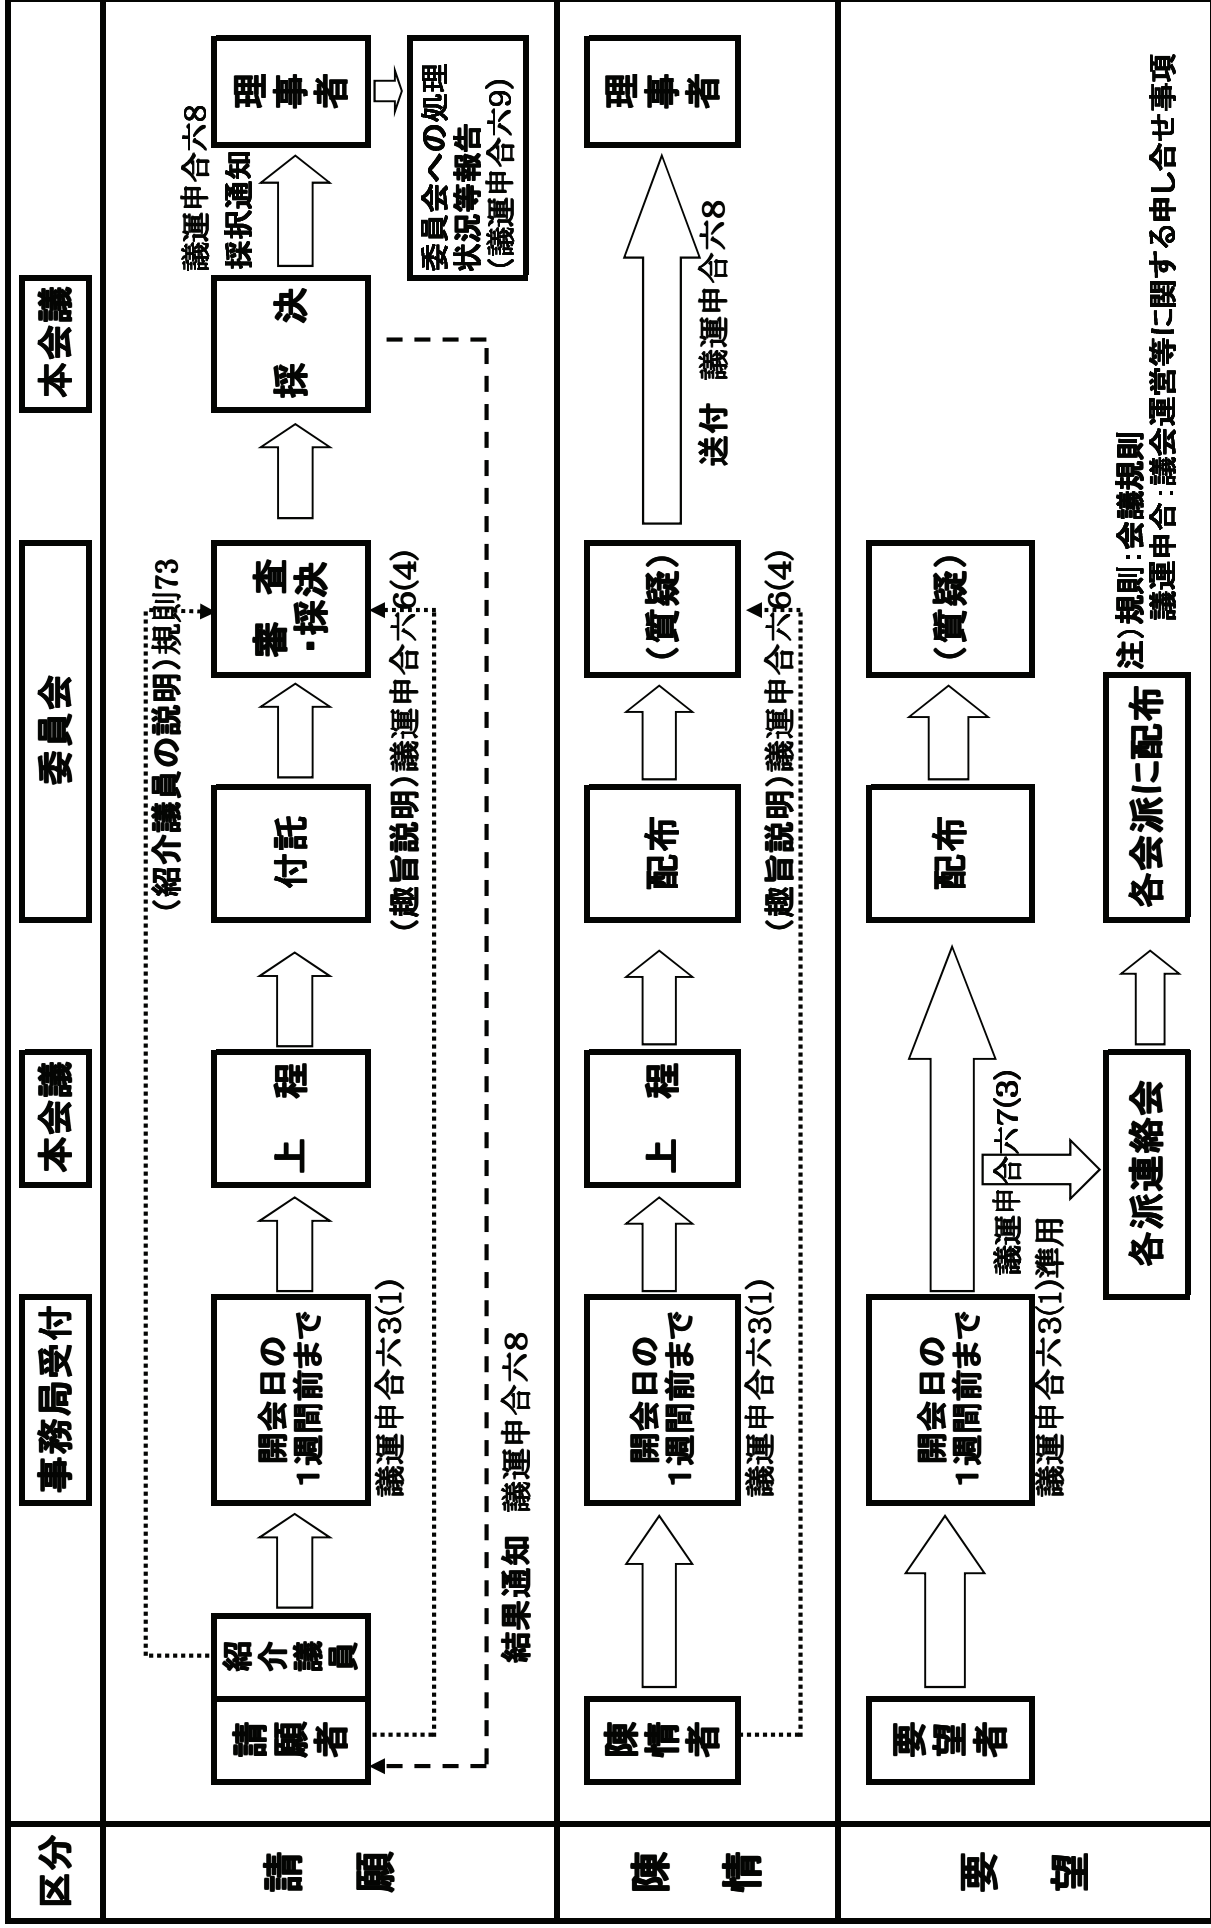 区分
事務局受付
本会議
委員会
本会議
請　願
請願者
紹介議員
開会日の
１週間前まで
議運申合六3(1)
上　程
付託
審　査
・採決
採　決
理事者
(紹介議員の説明)規則73
(趣旨説明)議運申合六6(4)
議運申合六8
採択通知
委員会への処理
状況等報告
(議運申合六9)
結果通知　議運申合六8
陳　情
陳情者
開会日の
１週間前まで
議運申合六3(1)
上　程
配布
(質疑)
理事者
(趣旨説明)議運申合六6(4)
送付　議運申合六8
要　望
要望者
開会日の
１週間前まで
議運申合六3(1)準用
議運申合六7(3)
配布
(質疑)
各派連絡会
各会派に配布
注)規則：会議規則
議運申合：議会運営等に関する申し合せ事項